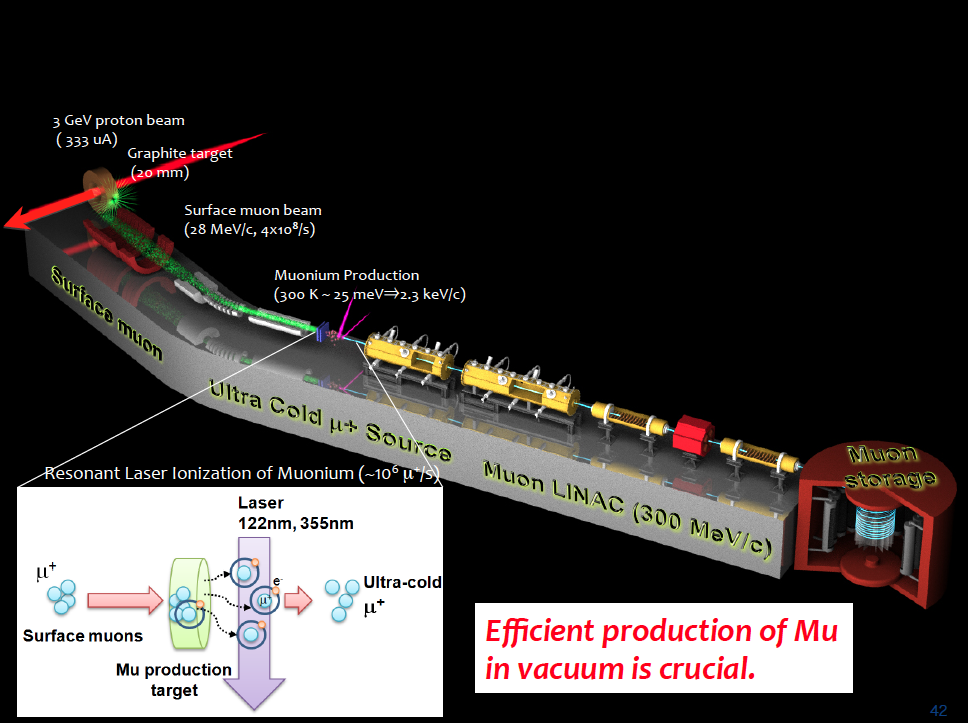 3 GeV proton beam
( 333 uA)
Graphite target
(20 mm)
Surface muon beam
(28 MeV/c, 4x10⁸/s)
Muonium Production
(300 K ~ 25 meV⇒2.3 keV/c)
Surface muon
Ultra Cold μ+ Source
Muon LINAC (300 MeV/c)
Muon
storage
Resonant Laser Ionization of Muonium (~10⁶ μ⁺/s)
Laser
122nm, 355nm
μ⁺
e⁻
μ⁺
Ultra-cold
μ⁺
Surface muons
Mu production
target
Efficient production of Mu
in vacuum is crucial.
42